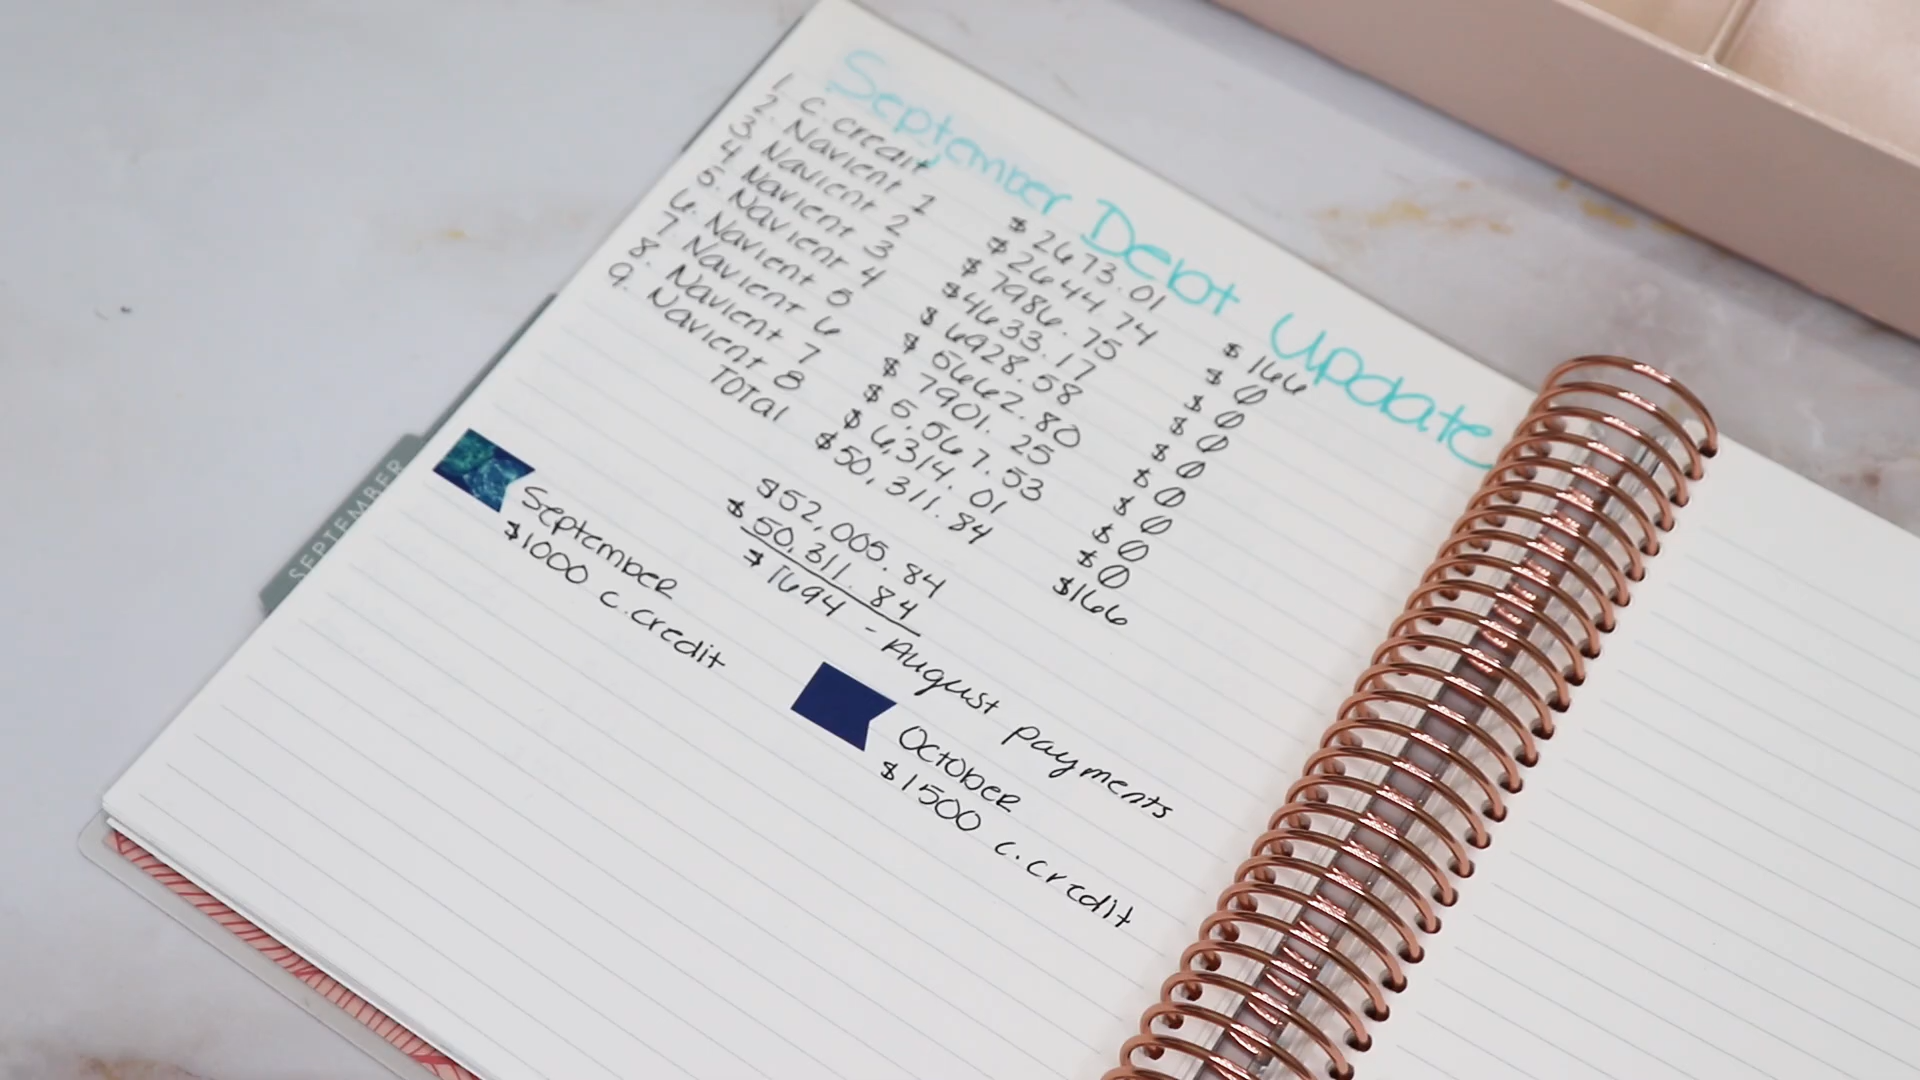 September Debt Update
1. C. credit $2673.01 $166
2. Navient 1 $2644.74 $0
3. Navient 2 $7986.75 $0
4. Navient 3 $4633.17 $0
5. Navient 4 $6928.58 $0
6. Navient 5 $5662.80 $0
7. Navient 6 $7901.25 $0
8. Navient 7 $5,567.53 $0
9. Navient 8 $6,314.01 $0
TOTAL $50,311.84 $166
$52,005.84
$50,311.84
$1694 - August payments
September
$1000 c.credit
October
$1500 c.credit
SEPTEMBER